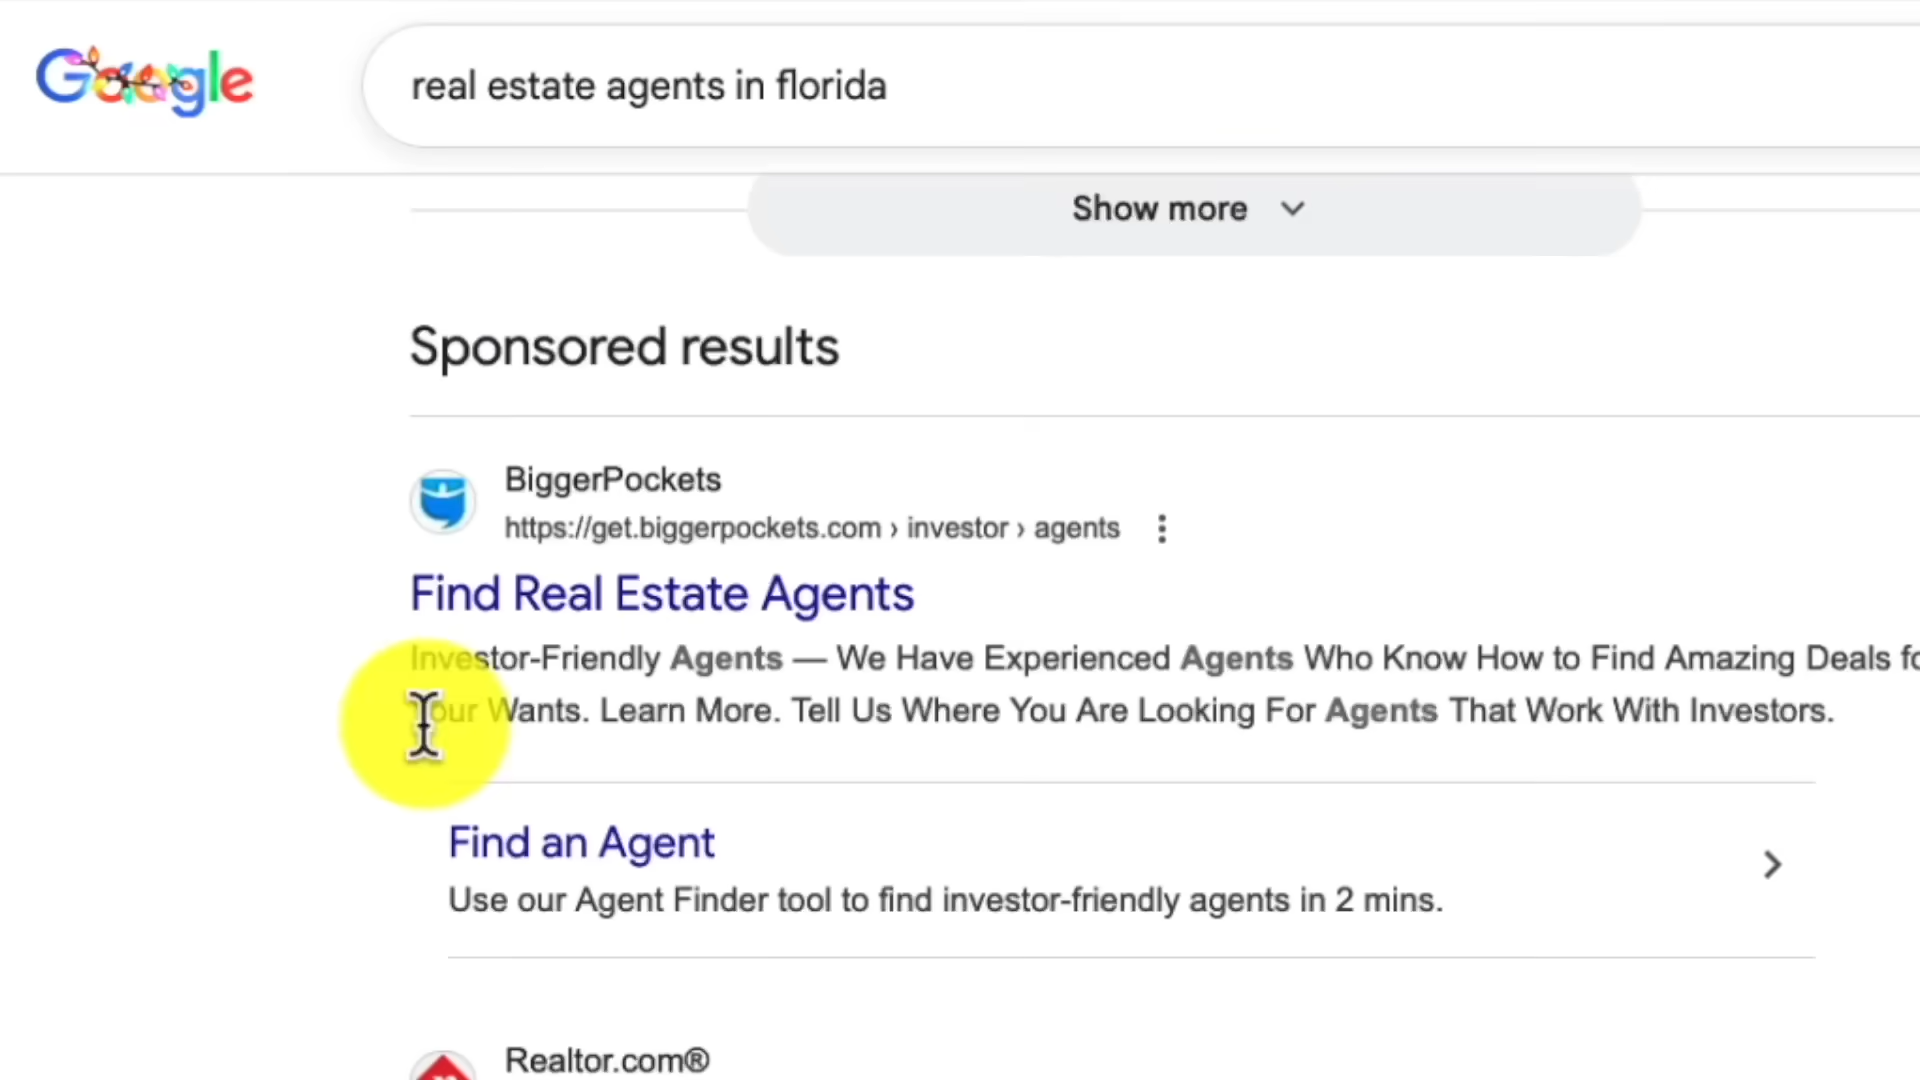 Google
real estate agents in florida
Show more
Sponsored results
BiggerPockets
https://get.biggerpockets.com › investor › agents
Find Real Estate Agents
Investor-Friendly Agents — We Have Experienced Agents Who Know How to Find Amazing Deals
Your Wants. Learn More. Tell Us Where You Are Looking For Agents That Work With Investors.
Find an Agent
Use our Agent Finder tool to find investor-friendly agents in 2 mins.
Realtor.com®